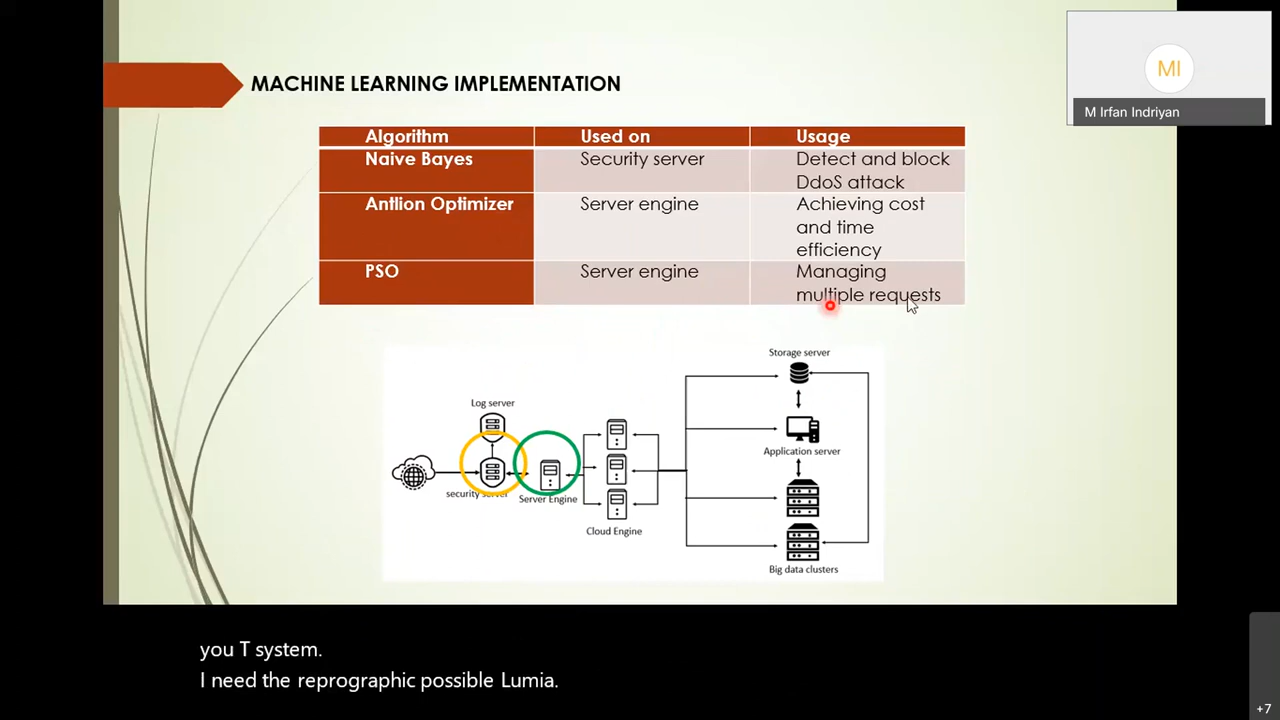 MI
M Irfan Indriyan
MACHINE LEARNING IMPLEMENTATION
Algorithm Used on Usage
Naive Bayes Security server Detect and block
DdoS attack
Antlion Optimizer Server engine Achieving cost
and time
efficiency
PSO Server engine Managing
multiple requests
Storage server
Log server
Application server
security server
Server Engine
Cloud Engine
Big data clusters
you T system.
I need the reprographic possible Lumia.
+7